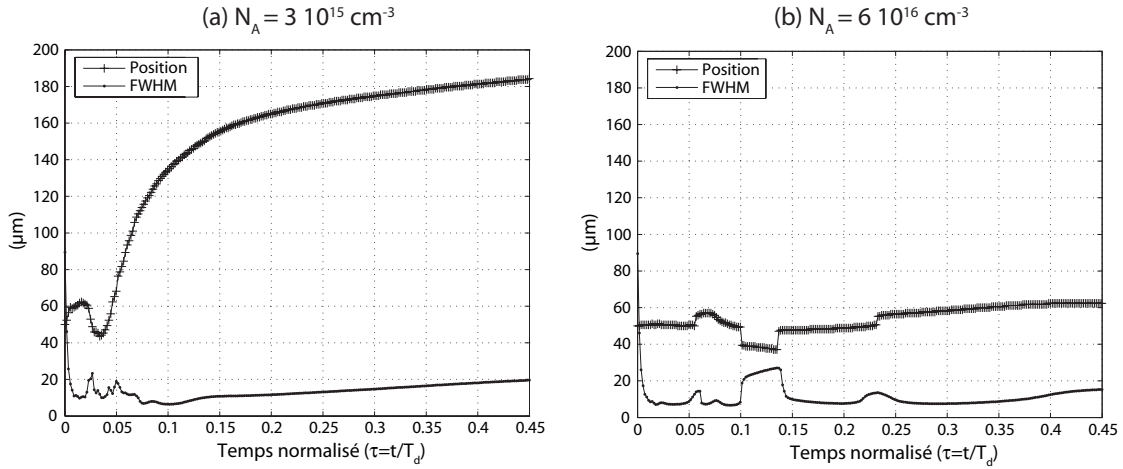 (a) N_A = 3 10¹⁵ cm⁻³
200
180
160
140
120
100
80
60
40
20
0
(µm)
Position
FWHM
0 0.05 0.1 0.15 0.2 0.25 0.3 0.35 0.4 0.45
Temps normalisé (τ=t/T_d)
(b) N_A = 6 10¹⁶ cm⁻³
200
180
160
140
120
100
80
60
40
20
0
(µm)
Position
FWHM
0 0.05 0.1 0.15 0.2 0.25 0.3 0.35 0.4 0.45
Temps normalisé (τ=t/T_d)